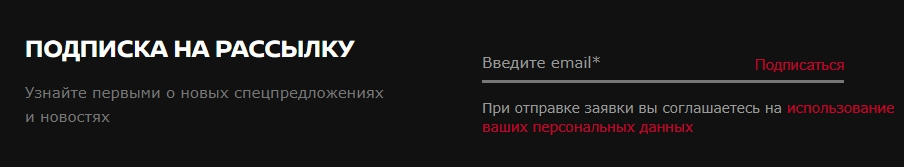 ПОДПИСКА НА РАССЫЛКУ
Узнайте первыми о новых спецпредложениях
и новостях
Введите email*
Подписаться
При отправке заявки вы соглашаетесь на использование
ваших персональных данных